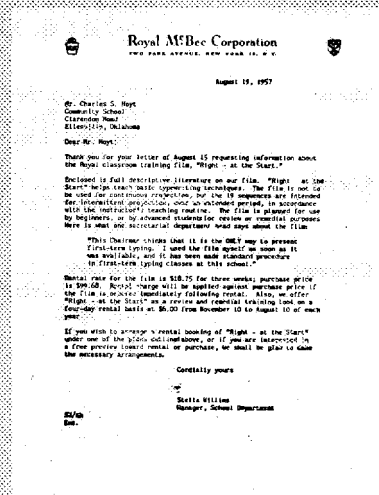 Royal McBee Corporation
TWO PARK AVENUE, NEW YORK 16, N. Y.
August 19, 1957
Mr. Charles S. Hoyt
Community School
Clarendon Road
Oklahoma
Dear Mr. Hoyt:
Thank you for your letter of August 15 requesting information about
the Royal classroom training film, "Right - at the Start."
Enclosed is full descriptive literature on our film. "Right - at the
Start" helps teach basic typewriting techniques. The film is not to
be used for continuous projection, but the 19 sequences are intended
for intermittent projection, over an extended period, in accordance
with the instructor's teaching routine. The film is planned for use
by beginners, or by advanced students for review or remedial purposes
Here is what one secretarial department head says about the film
"This Chairman thinks that it is the ONLY way to present
first-term typing. I used the film myself as soon as it
was available, and it has been made standard procedure
in first-term typing classes at this school."
Rental rate for the film is $18.75 for three weeks; purchase price
is $99.60. Rental charge will be applied against purchase price if
the film is ordered immediately following rental. Also, we offer
"Right - at the Start" as a review and remedial training tool on a
four-day rental basis at $6.00 from November 10 to August 10 of each
year.
If you wish to arrange a rental booking of "Right - at the Start"
under one of the plans outlined above, or if you are interested in
a free preview toward rental or purchase, we shall be glad to make
the necessary arrangements.
Cordially yours
Stella Willins
Manager, School Department
SW/
Enc.